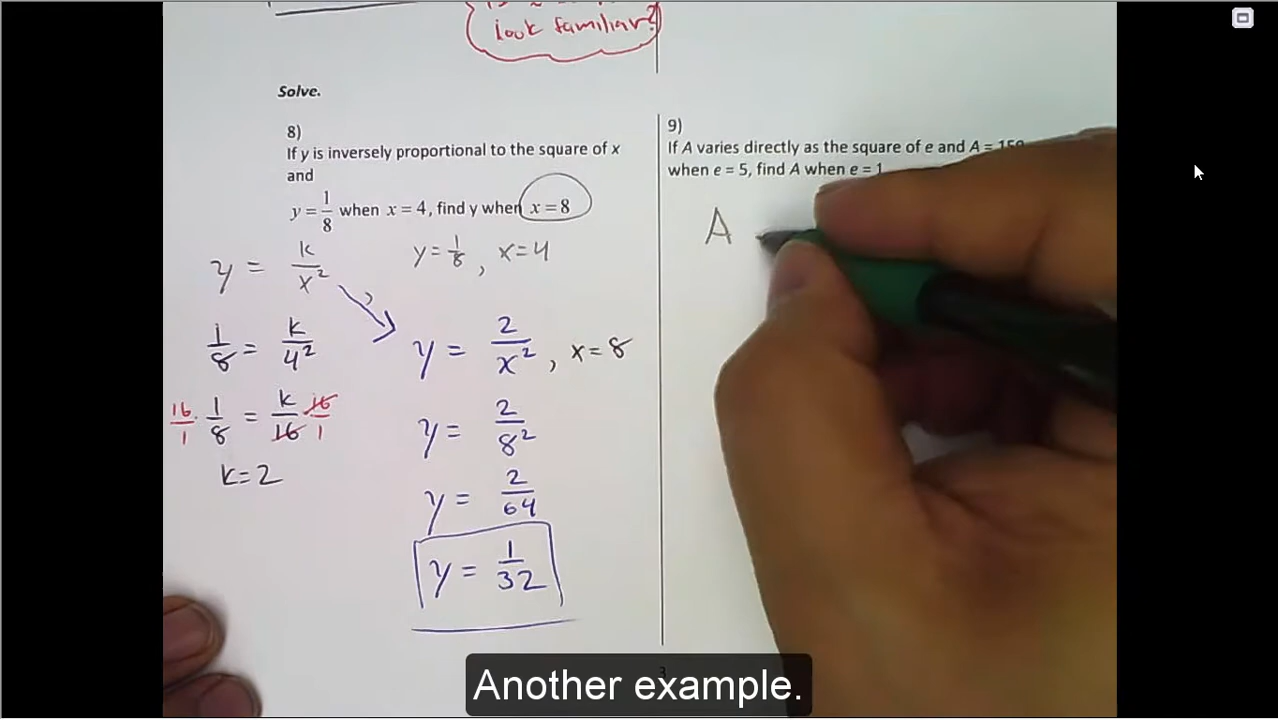 look familiar?
Solve.
8)
If y is inversely proportional to the square of x
and
y = 1/8 when x = 4, find y when x = 8
y = k/x²
y = 1/8, x = 4
1/8 = k/4²
16/1 · 1/8 = k/16 16/1
k = 2
y = 2/x², x = 8
y = 2/8²
y = 2/64
y = 1/32
9)
If A varies directly as the square of e and A =
when e = 5, find A when e = 1
A
3
Another example.